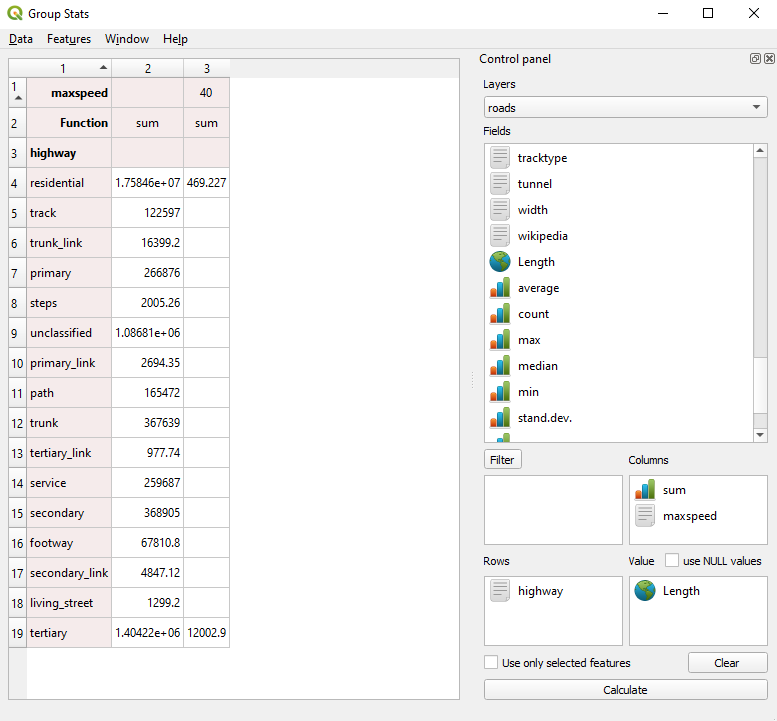 Group Stats
Data Features Window Help
1 2 3
1 maxspeed 40
2 Function sum sum
3 highway
4 residential 1.75846e+07 469.227
5 track 122597
6 trunk_link 16399.2
7 primary 266876
8 steps 2005.26
9 unclassified 1.08681e+06
10 primary_link 2694.35
11 path 165472
12 trunk 367639
13 tertiary_link 977.74
14 service 259687
15 secondary 368905
16 footway 67810.8
17 secondary_link 4847.12
18 living_street 1299.2
19 tertiary 1.40422e+06 12002.9
Control panel
Layers
roads
Fields
tracktype
tunnel
width
wikipedia
Length
average
count
max
median
min
stand.dev.
Filter Columns
sum
maxspeed
Rows Value use NULL values
highway Length
Use only selected features Clear
Calculate